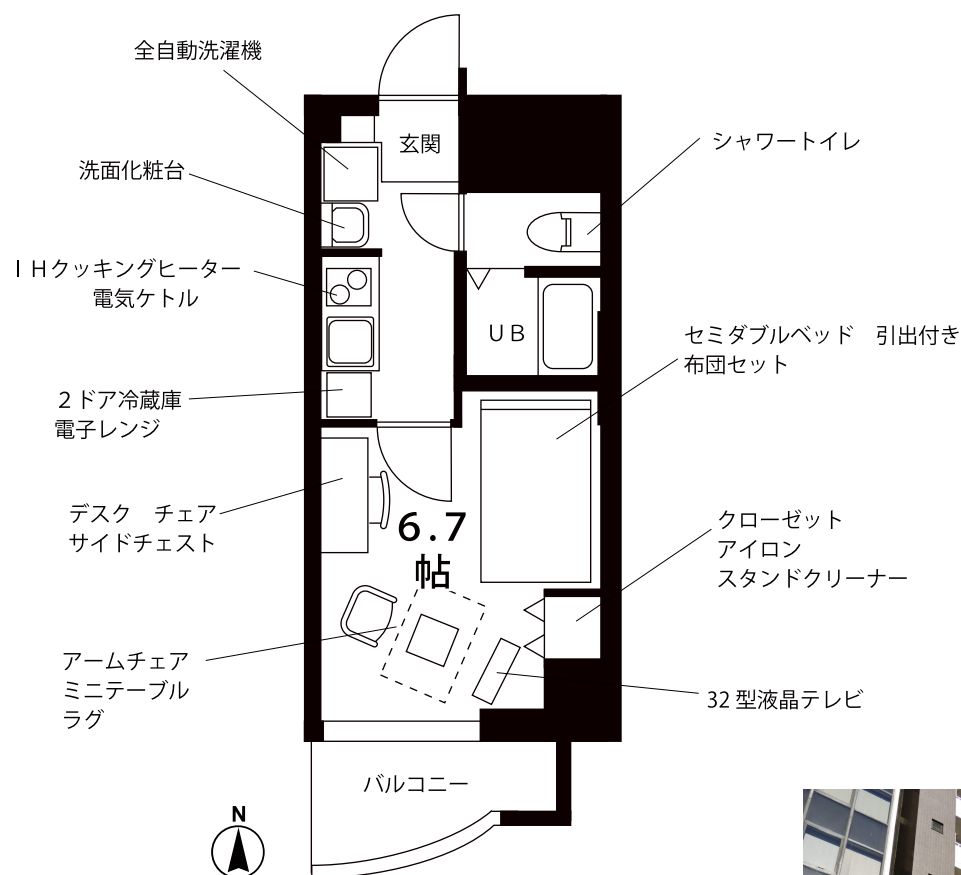 全自動洗濯機
玄関
シャワートイレ
洗面化粧台
ＩＨクッキングヒーター
電気ケトル
ＵＢ
セミダブルベッド　引出付き
布団セット
２ドア冷蔵庫
電子レンジ
デスク　チェア
サイドチェスト
6.7
帖
クローゼット
アイロン
スタンドクリーナー
アームチェア
ミニテーブル
ラグ
32 型液晶テレビ
バルコニー
N